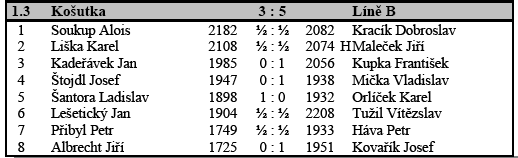 1.3 Košutka 3 : 5 Líně B
1 Soukup Alois 2182 ½ : ½ 2082 Kracík Dobroslav
2 Liška Karel 2108 ½ : ½ 2074 HMaleček Jiří
3 Kadeřávek Jan 1985 0 : 1 2056 Kupka František
4 Štojdl Josef 1947 0 : 1 1938 Mička Vladislav
5 Šantora Ladislav 1898 1 : 0 1932 Orlíček Karel
6 Lešetický Jan 1904 ½ : ½ 2208 Tužil Vítězslav
7 Přibyl Petr 1749 ½ : ½ 1933 Háva Petr
8 Albrecht Jiří 1725 0 : 1 1951 Kovařík Josef